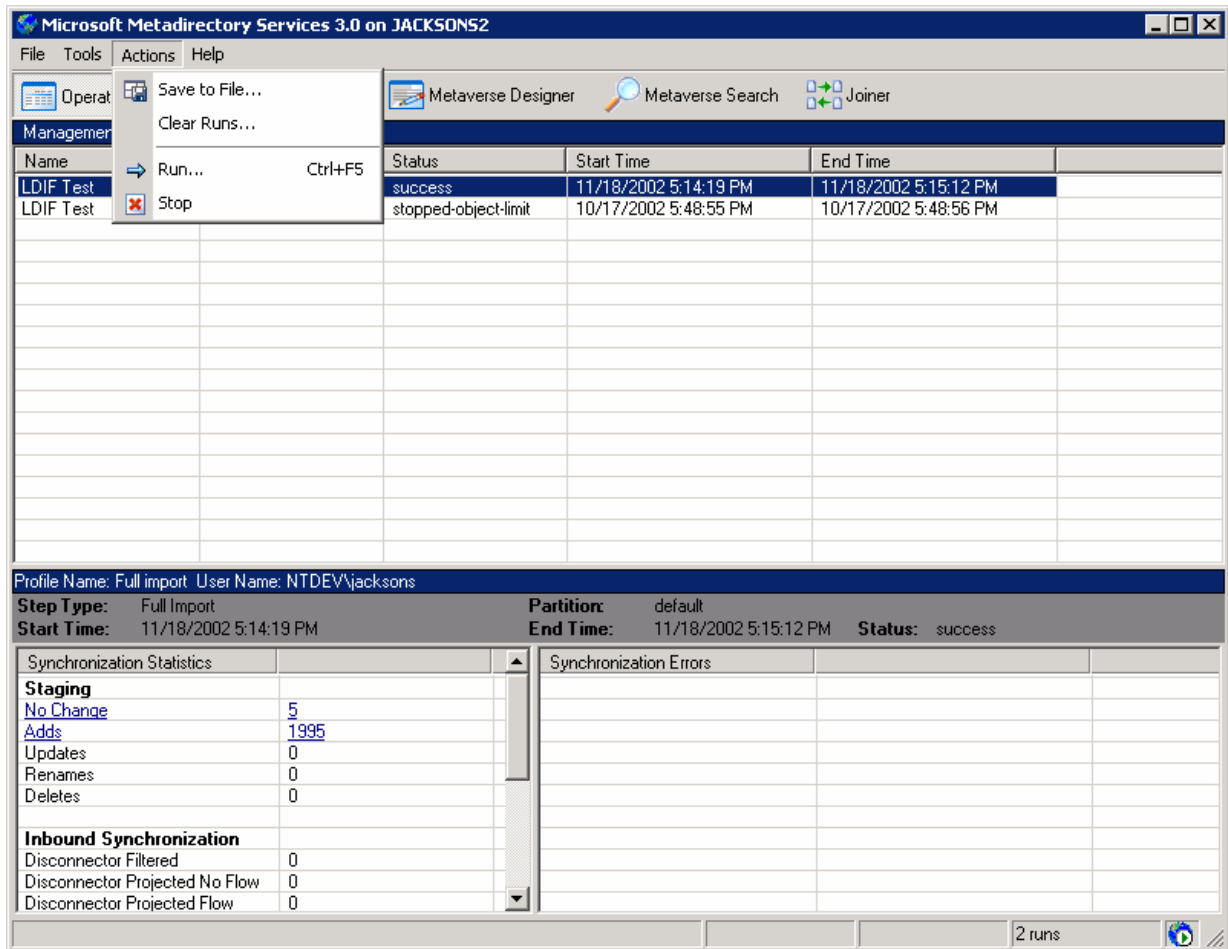 Microsoft Metadirectory Services 3.0 on JACKSONS2
File Tools Actions Help
Operat Metaverse Designer Metaverse Search Joiner
Save to File...
Clear Runs...
Run... Ctrl+F5
Stop
Managemen
Name Status Start Time End Time
LDIF Test success 11/18/2002 5:14:19 PM 11/18/2002 5:15:12 PM
LDIF Test stopped-object-limit 10/17/2002 5:48:55 PM 10/17/2002 5:48:56 PM
Profile Name: Full import User Name: NTDEV\jacksons
Step Type: Full Import Partition: default
Start Time: 11/18/2002 5:14:19 PM End Time: 11/18/2002 5:15:12 PM Status: success
Synchronization Statistics Synchronization Errors
Staging
No Change 5
Adds 1995
Updates 0
Renames 0
Deletes 0
Inbound Synchronization
Disconnector Filtered 0
Disconnector Projected No Flow 0
Disconnector Projected Flow 0
2 runs